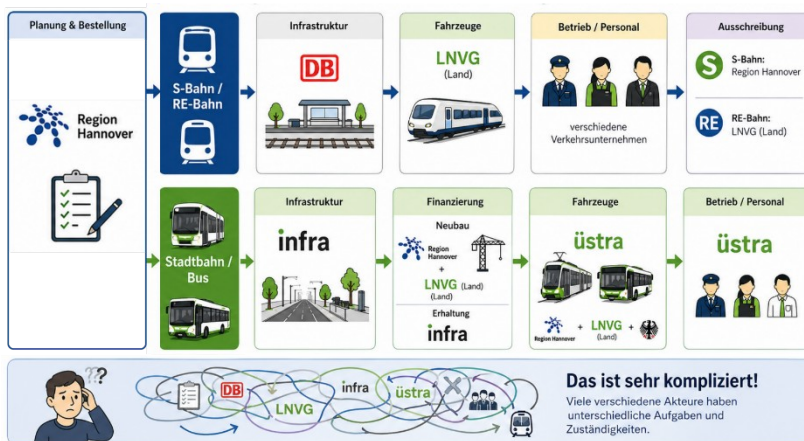 Planung & Bestellung
Region
Hannover
S-Bahn /
RE-Bahn
Infrastruktur
DB
Fahrzeuge
LNVG
(Land)
Betrieb / Personal
verschiedene
Verkehrsunternehmen
Ausschreibung
S
S-Bahn:
Region Hannover
RE
RE-Bahn:
LNVG (Land)
Stadtbahn /
Bus
Infrastruktur
infra
Finanzierung
Neubau
Region
Hannover
+
LNVG (Land)
(Land)
Erhaltung
infra
Fahrzeuge
üstra
Region
Hannover
+ LNVG +
(Land)
Betrieb / Personal
üstra
???
DB
LNVG
infra
üstra
Das ist sehr kompliziert!
Viele verschiedene Akteure haben
unterschiedliche Aufgaben und
Zuständigkeiten.